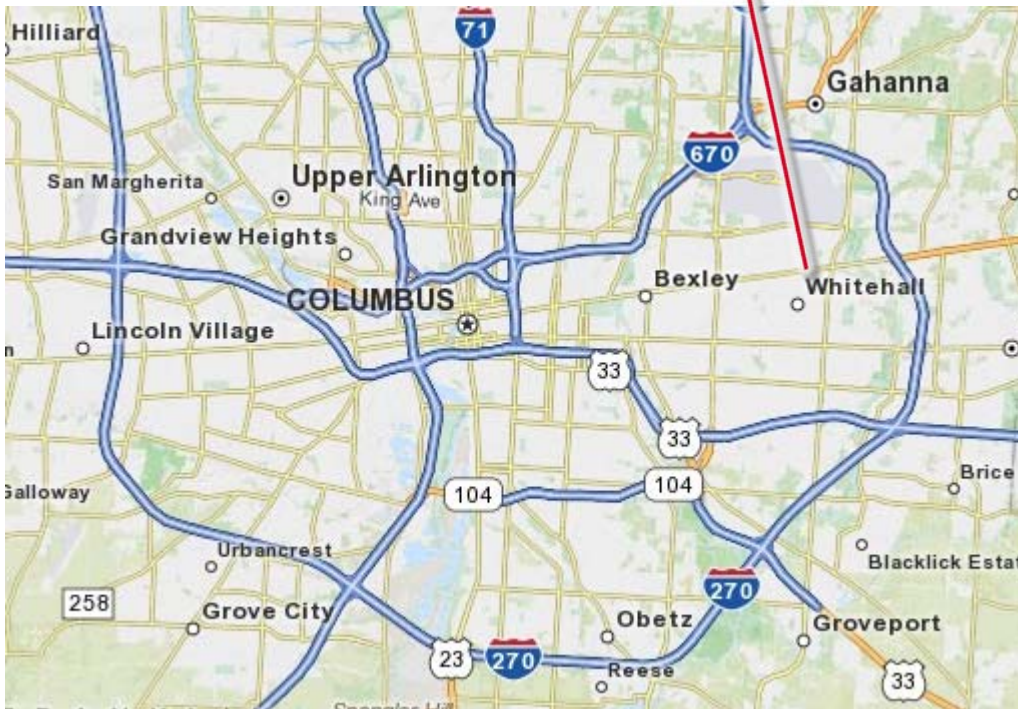 Hilliard
71
Gahanna
670
San Margherita
Upper Arlington
King Ave
Grandview Heights
Bexley
Whitehall
COLUMBUS
Lincoln Village
n
33
33
Galloway
104
104
Brice
Urbancrest
Blacklick Estat
258
270
Grove City
Obetz
Groveport
23
270
Reese
33